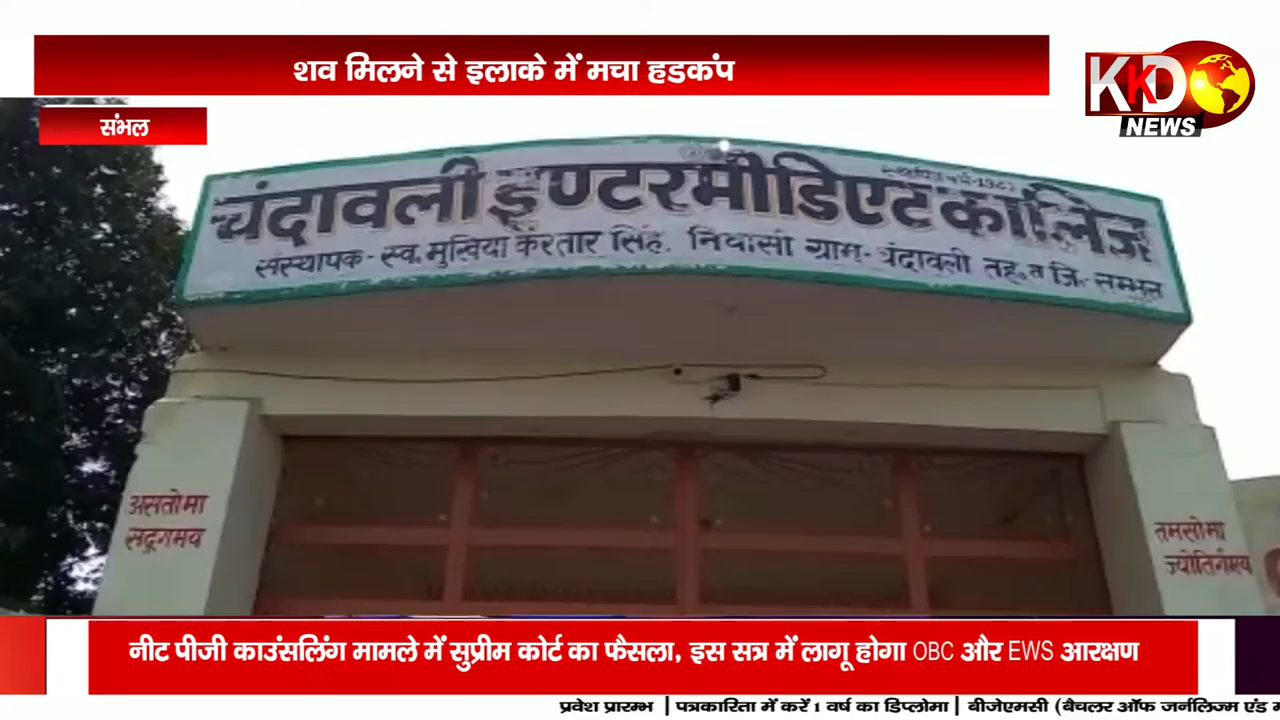 शव मिलने से इलाके में मचा हडकंप
KKD
NEWS
संभल
चंदावली इण्टरमीडिएट कालिज
संस्थापक- स्व. मुखिया करतार सिंह. निवासी ग्राम- चंदावली तह. व जि. सम्भल
असतोमा
सद्गमय
तमसोमा
ज्योतिर्गमय
नीट पीजी काउंसलिंग मामले में सुप्रीम कोर्ट का फैसला, इस सत्र में लागू होगा OBC और EWS आरक्षण
प्रवेश प्रारम्भ | पत्रकारिता में करें 1 वर्ष का डिप्लोमा | बीजेएमसी (बैचलर ऑफ जर्नलिज्म एंड